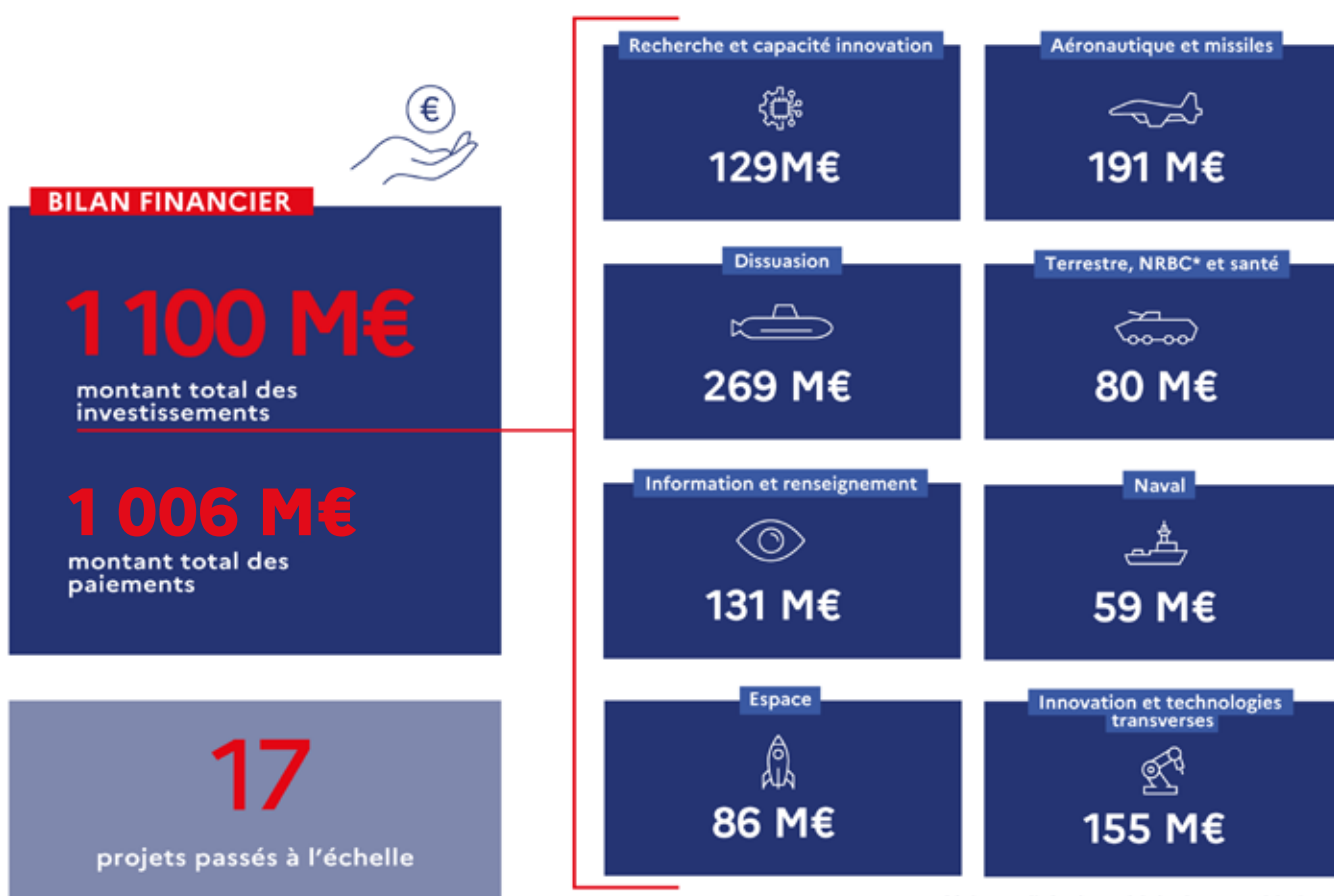 €
BILAN FINANCIER
1 100 M€
montant total des
investissements
1 006 M€
montant total des
paiements
17
projets passés à l'échelle
Recherche et capacité innovation
129M€
Aéronautique et missiles
191 M€
Dissuasion
269 M€
Terrestre, NRBC* et santé
80 M€
Information et renseignement
131 M€
Naval
59 M€
Espace
86 M€
Innovation et technologies
transverses
155 M€